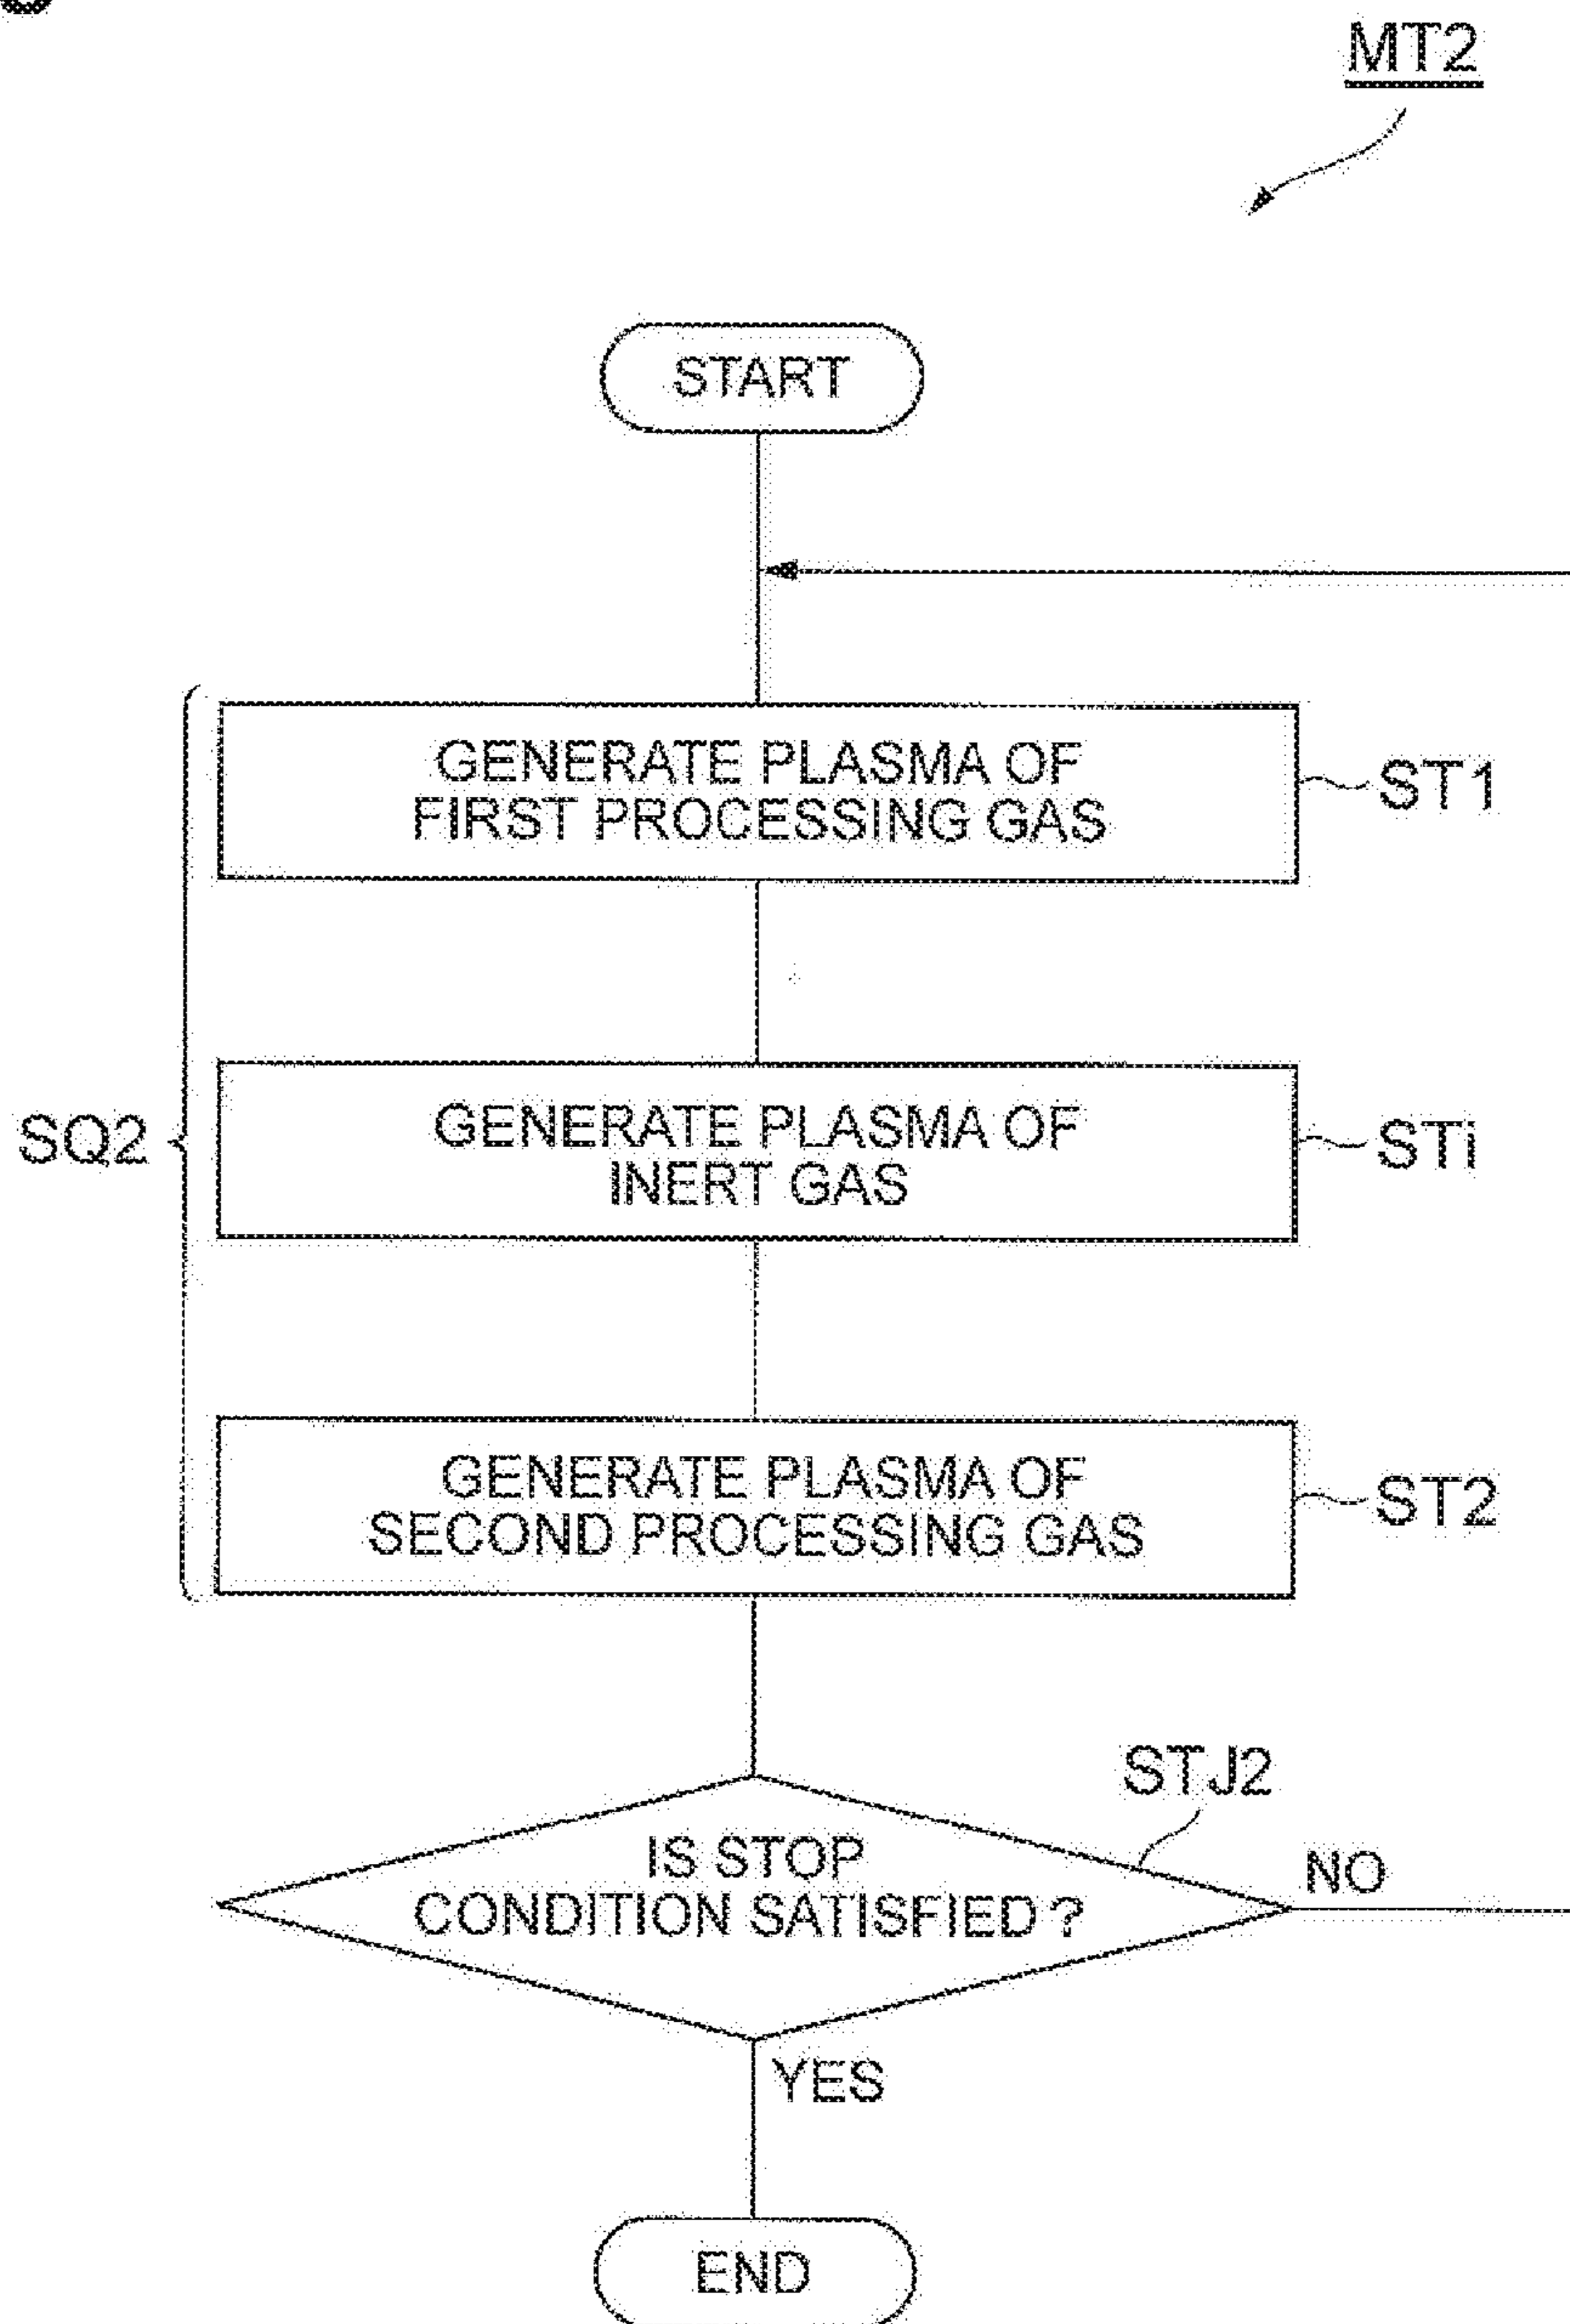 MT2
START
GENERATE PLASMA OF
FIRST PROCESSING GAS
ST1
SQ2
GENERATE PLASMA OF
INERT GAS
STi
GENERATE PLASMA OF
SECOND PROCESSING GAS
ST2
STJ2
IS STOP
CONDITION SATISFIED ?
NO
YES
END